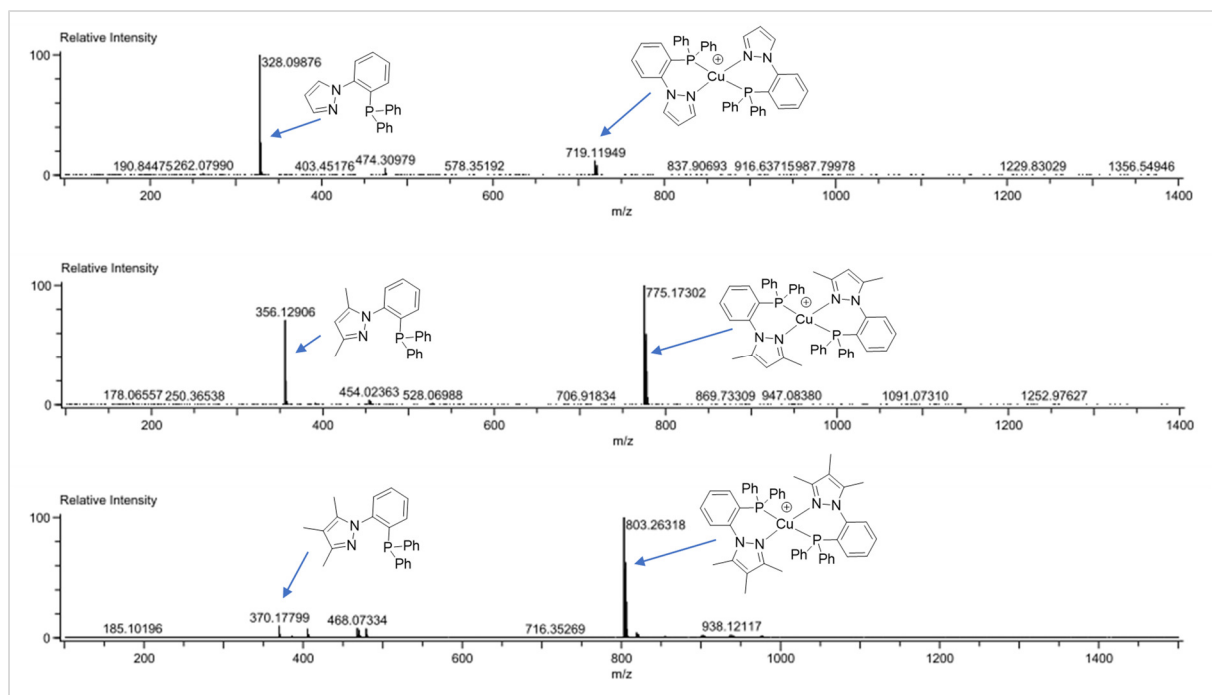 Relative Intensity
Ph Ph
100
328.09876
N
N
P
Ph
Ph
P
⊕
N
N
Cu
N
N
P
Ph Ph
719.11949
190.84475262.07990
403.45176
474.30979
578.35192
837.90693
916.63715987.79978
1229.83029
1356.54946
0
200
400
600
800
1000
1200
1400
m/z
Relative Intensity
Ph Ph
100
356.12906
N
N
P
Ph
Ph
775.17302
P
⊕
N
N
Cu
N
N
P
Ph Ph
178.06557
250.36538
454.02363
528.06988
706.91834
869.73309
947.08380
1091.07310
1252.97627
0
200
400
600
800
1000
1200
1400
m/z
Relative Intensity
Ph Ph
100
N
N
P
Ph
Ph
803.26318
P
⊕
N
N
Cu
N
N
P
Ph Ph
185.10196
370.17799
468.07334
716.35269
938.12117
0
200
400
600
800
1000
1200
1400
m/z